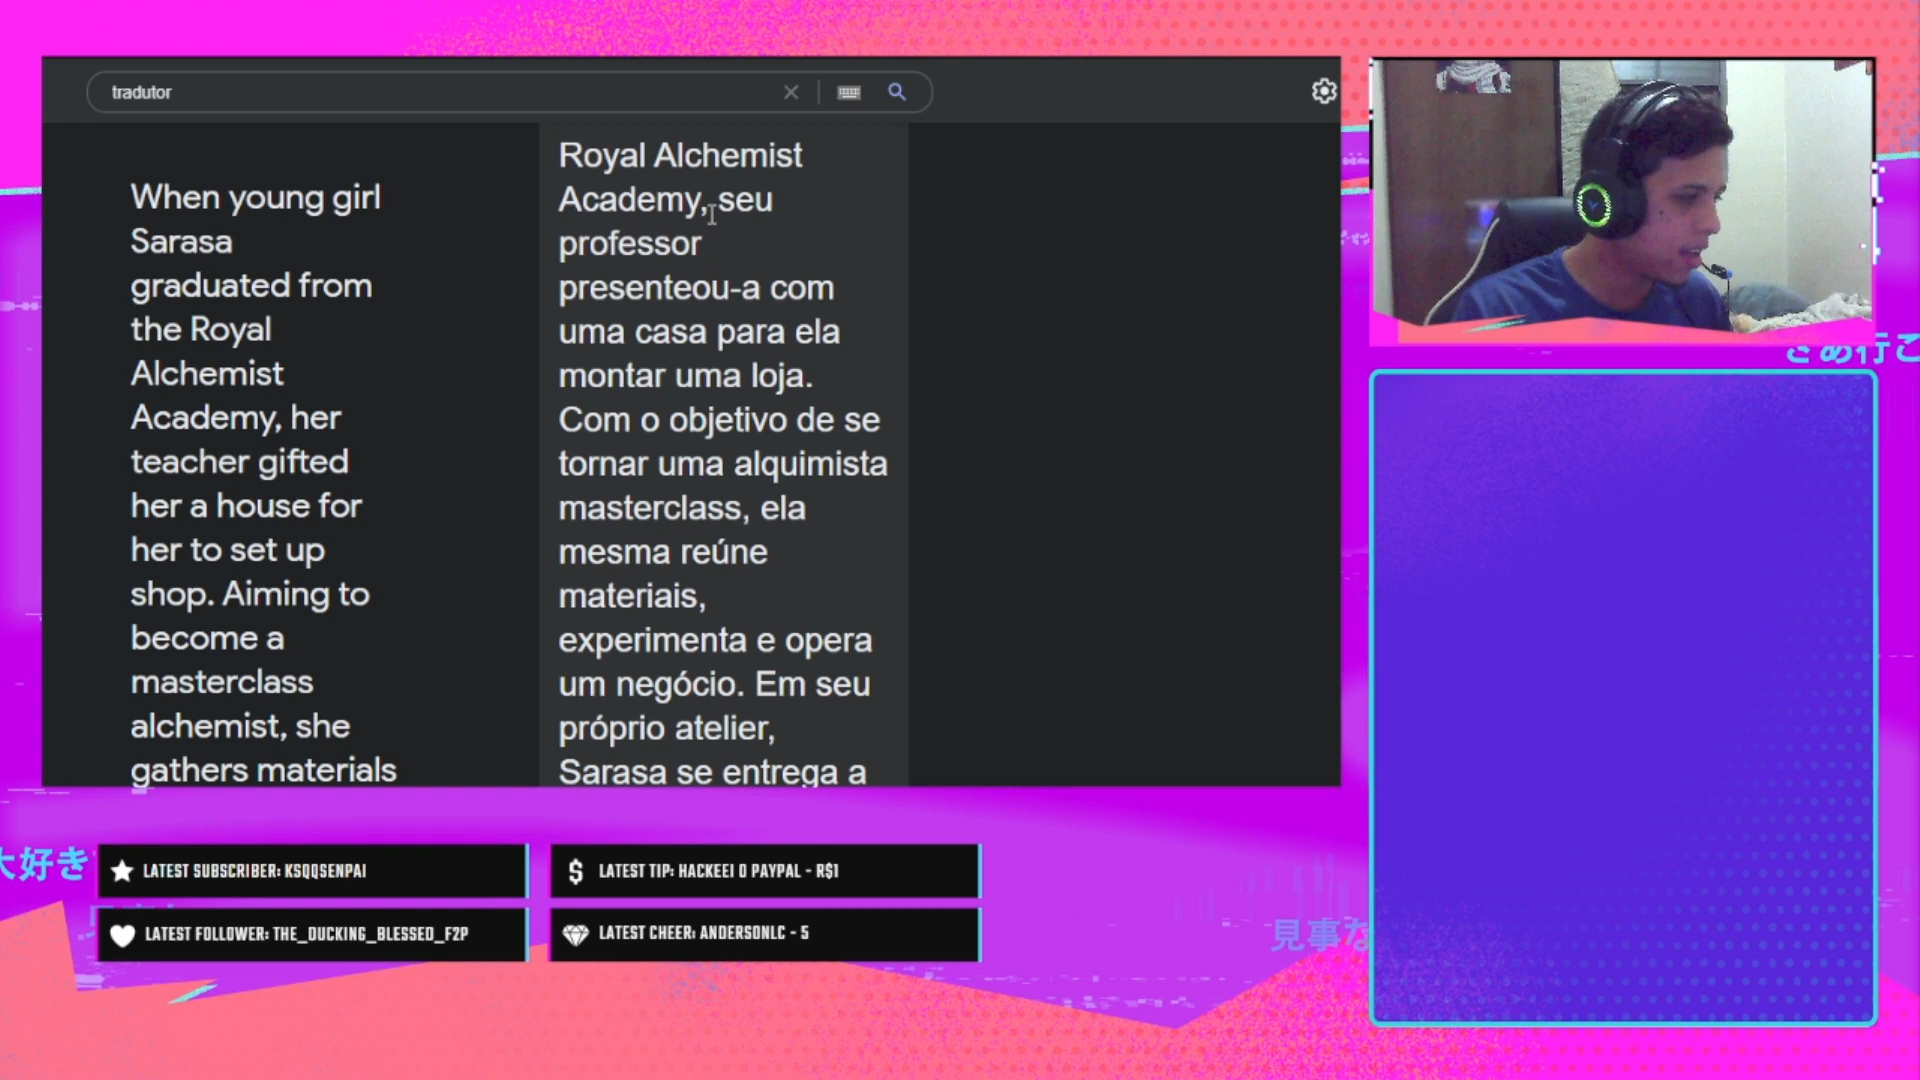 tradutor
When young girl
Sarasa
graduated from
the Royal
Alchemist
Academy, her
teacher gifted
her a house for
her to set up
shop. Aiming to
become a
masterclass
alchemist, she
gathers materials
Royal Alchemist
Academy, seu
professor
presenteou-a com
uma casa para ela
montar uma loja.
Com o objetivo de se
tornar uma alquimista
masterclass, ela
mesma reúne
materiais,
experimenta e opera
um negócio. Em seu
próprio atelier,
Sarasa se entrega a
大好き
見事な
LATEST SUBSCRIBER: KSQQSENPAI
LATEST TIP: HACKEEI O PAYPAL - R$1
LATEST FOLLOWER: THE_DUCKING_BLESSED_F2P
LATEST CHEER: ANDERSONLC - 5